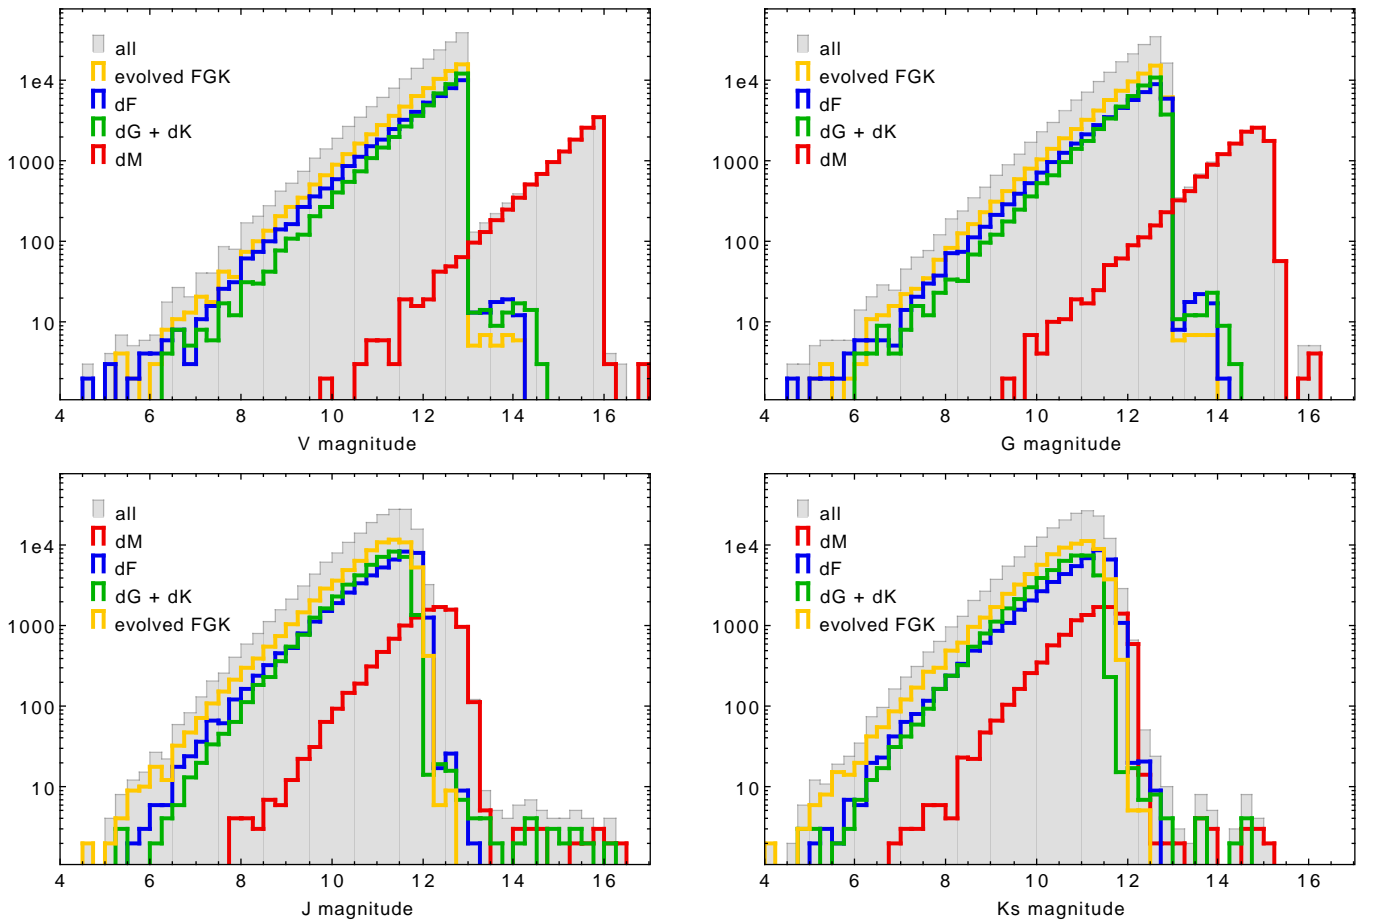 all
evolved FGK
dF
dG + dK
dM
1e4
1000
100
10
4 6 8 10 12 14 16
V magnitude
all
evolved FGK
dF
dG + dK
dM
1e4
1000
100
10
4 6 8 10 12 14 16
G magnitude
all
dM
dF
dG + dK
evolved FGK
1e4
1000
100
10
4 6 8 10 12 14 16
J magnitude
all
dM
dF
dG + dK
evolved FGK
1e4
1000
100
10
4 6 8 10 12 14 16
Ks magnitude